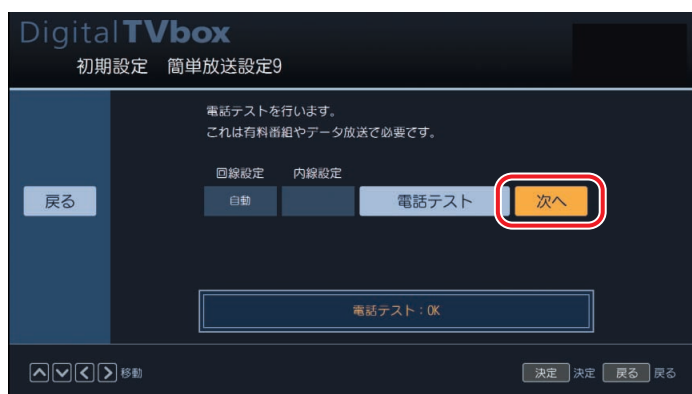 DigitalTVbox
初期設定 簡単放送設定9
電話テストを行います。
これは有料番組やデータ放送で必要です。
回線設定 内線設定
戻る 自動 電話テスト 次へ
電話テスト：OK
移動 決定 決定 戻る 戻る